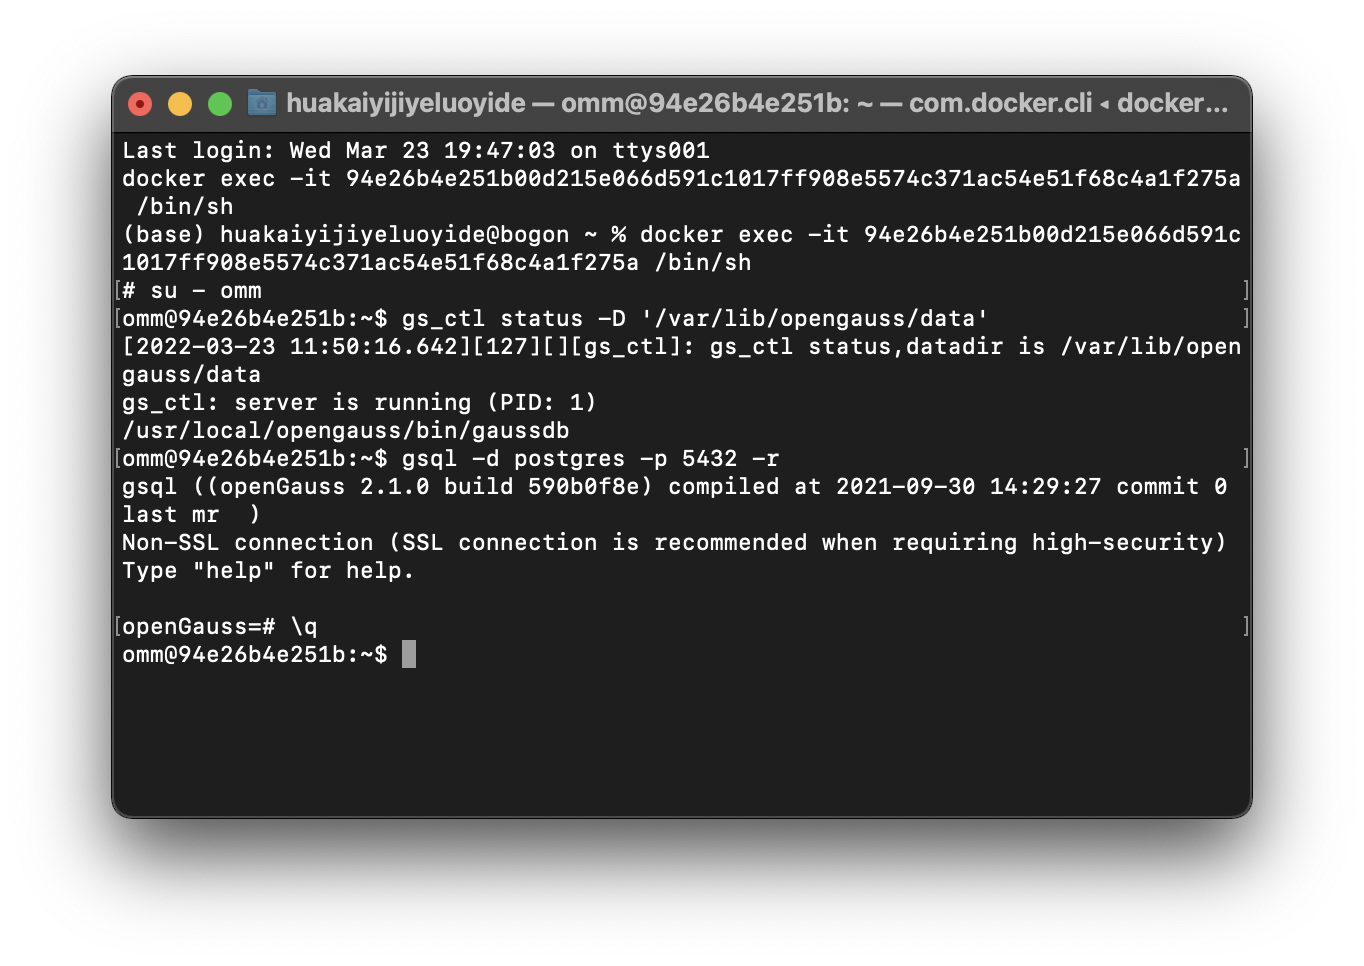 huakaiyijiyeluoyide — omm@94e26b4e251b: ~ — com.docker.cli ◂ docker...
Last login: Wed Mar 23 19:47:03 on ttys001
docker exec -it 94e26b4e251b00d215e066d591c1017ff908e5574c371ac54e51f68c4a1f275a
 /bin/sh
(base) huakaiyijiyeluoyide@bogon ~ % docker exec -it 94e26b4e251b00d215e066d591c
1017ff908e5574c371ac54e51f68c4a1f275a /bin/sh
[# su - omm ]
[omm@94e26b4e251b:~$ gs_ctl status -D '/var/lib/opengauss/data' ]
[2022-03-23 11:50:16.642][127][][gs_ctl]: gs_ctl status,datadir is /var/lib/open
gauss/data
gs_ctl: server is running (PID: 1)
/usr/local/opengauss/bin/gaussdb
[omm@94e26b4e251b:~$ gsql -d postgres -p 5432 -r ]
gsql ((openGauss 2.1.0 build 590b0f8e) compiled at 2021-09-30 14:29:27 commit 0
last mr  )
Non-SSL connection (SSL connection is recommended when requiring high-security)
Type "help" for help.
[openGauss=# \q ]
omm@94e26b4e251b:~$